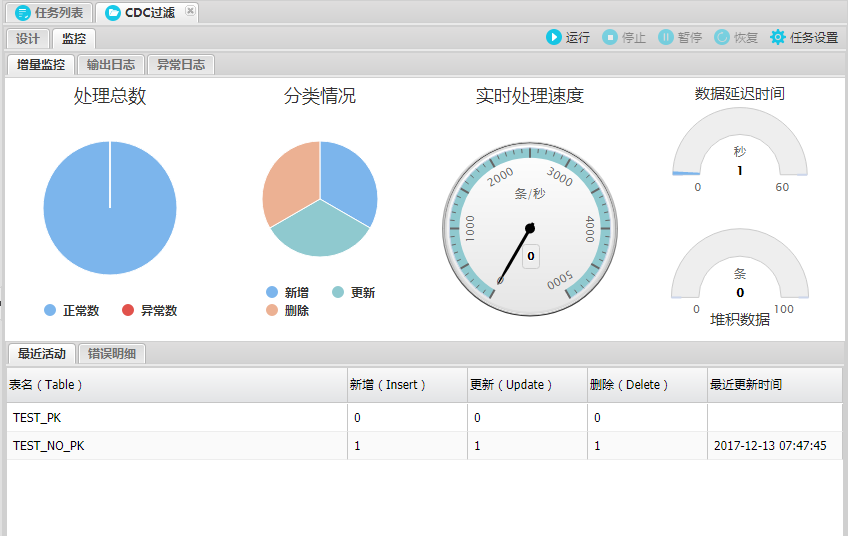 任务列表 CDC过滤
设计 监控 运行 停止 暂停 恢复 任务设置
增量监控 输出日志 异常日志
处理总数 分类情况 实时处理速度 数据延迟时间
正常数 异常数
新增 更新
删除
1000 2000 3000 4000 5000
条/秒
0
秒
1
0 60
条
0
0 100
堆积数据
最近活动 错误明细
表名（Table） 新增（Insert） 更新（Update） 删除（Delete） 最近更新时间
TEST_PK 0 0 0
TEST_NO_PK 1 1 1 2017-12-13 07:47:45